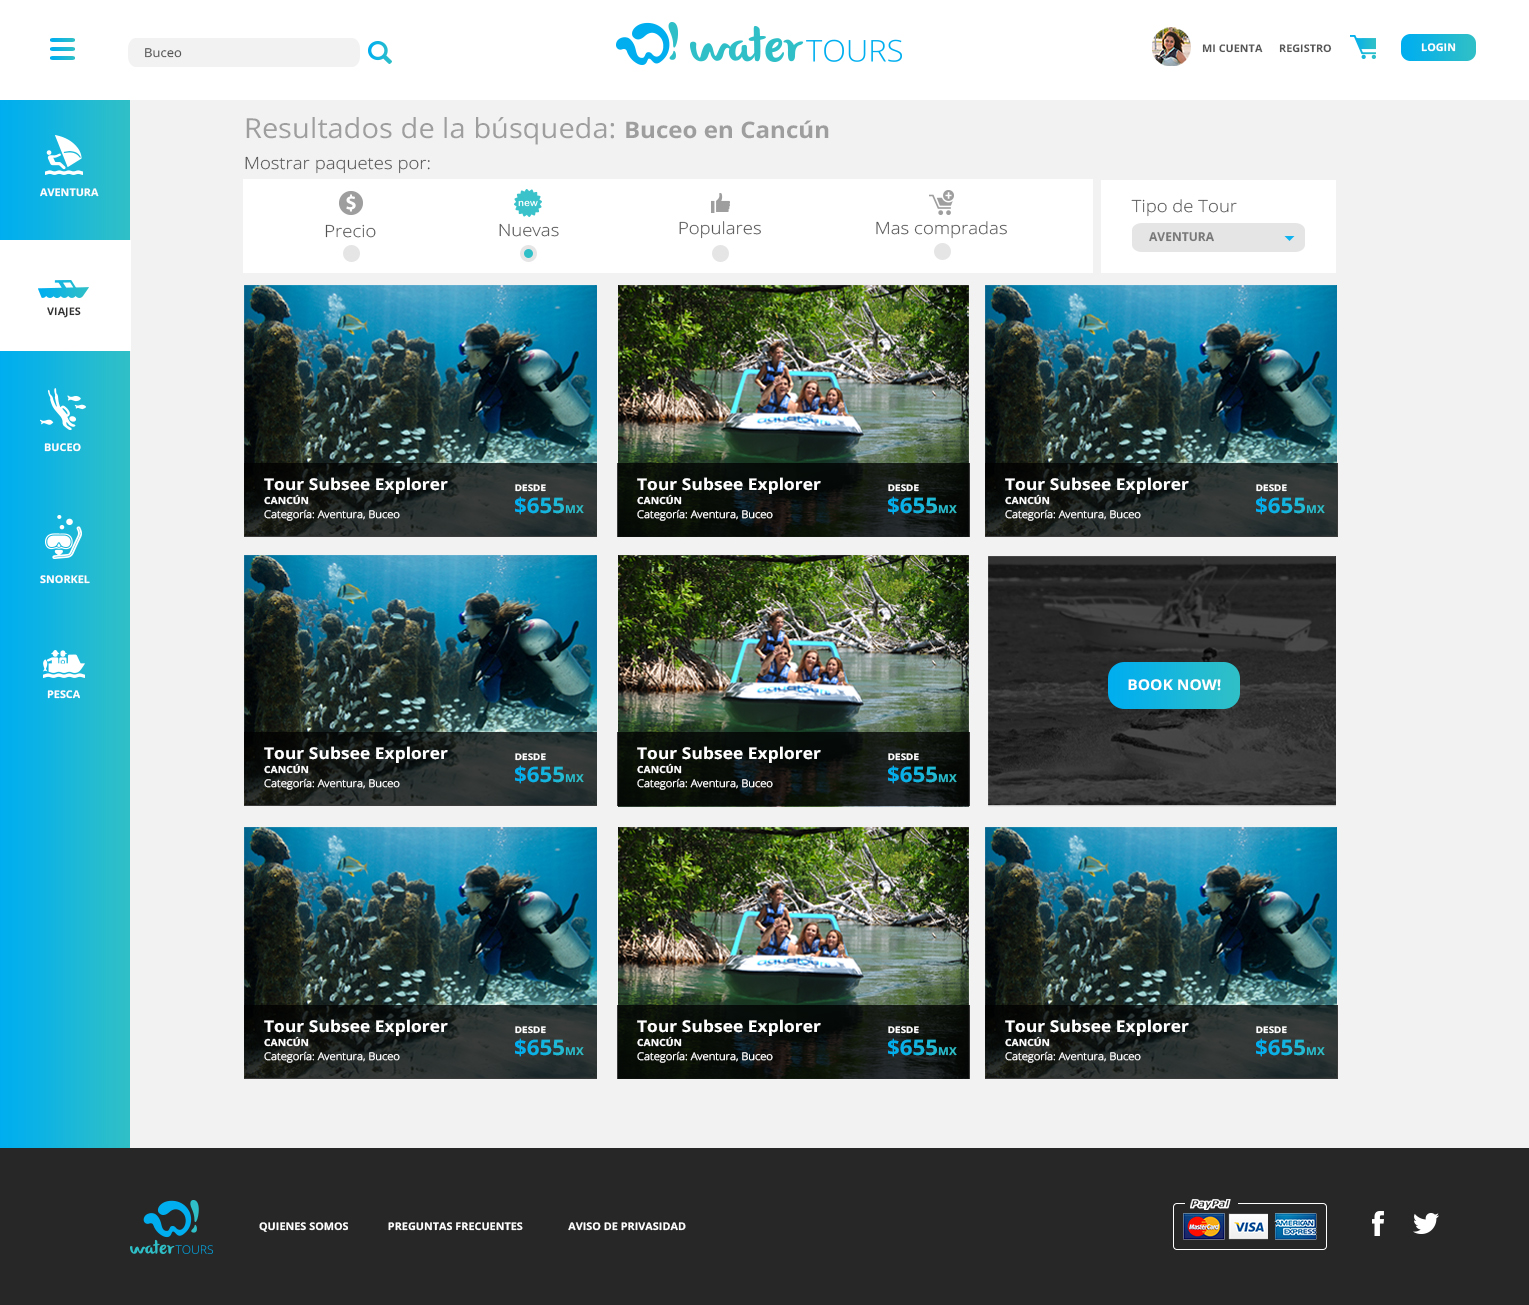 Buceo
water TOURS
MI CUENTA
REGISTRO
LOGIN
AVENTURA
VIAJES
BUCEO
SNORKEL
PESCA
Resultados de la búsqueda: Buceo en Cancún
Mostrar paquetes por:
Precio
new
Nuevas
Populares
Mas compradas
Tipo de Tour
AVENTURA
Tour Subsee Explorer
CANCÚN
Categoría: Aventura, Buceo
DESDE
$655MX
Tour Subsee Explorer
CANCÚN
Categoría: Aventura, Buceo
DESDE
$655MX
Tour Subsee Explorer
CANCÚN
Categoría: Aventura, Buceo
DESDE
$655MX
Tour Subsee Explorer
CANCÚN
Categoría: Aventura, Buceo
DESDE
$655MX
Tour Subsee Explorer
CANCÚN
Categoría: Aventura, Buceo
DESDE
$655MX
BOOK NOW!
Tour Subsee Explorer
CANCÚN
Categoría: Aventura, Buceo
DESDE
$655MX
Tour Subsee Explorer
CANCÚN
Categoría: Aventura, Buceo
DESDE
$655MX
Tour Subsee Explorer
CANCÚN
Categoría: Aventura, Buceo
DESDE
$655MX
water TOURS
QUIENES SOMOS
PREGUNTAS FRECUENTES
AVISO DE PRIVASIDAD
PayPal
MasterCard
VISA
AMERICAN
EXPRESS